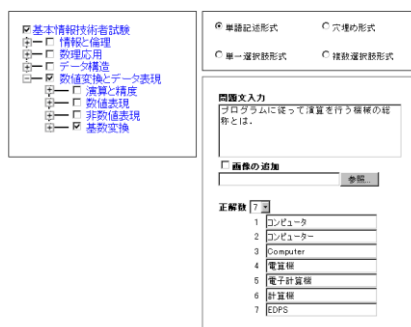 基本情報技術者試験
情報と倫理
数理応用
データ構造
数値変換とデータ表現
演算と精度
数値表現
非数値表現
基数変換
単語記述形式
穴埋め形式
単一選択肢形式
複数選択肢形式
問題文入力
プログラムに従って演算を行う機械の総
称とは。
画像の追加
参照...
正解数 7
1 コンピュータ
2 コンピューター
3 Computer
4 電算機
5 電子計算機
6 計算機
7 EDPS